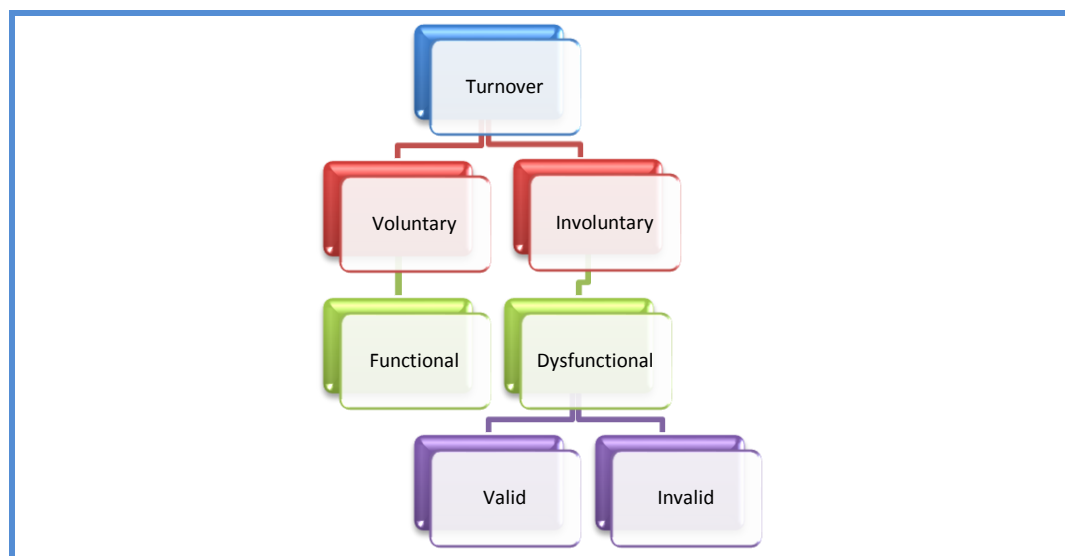 Turnover
Voluntary
Involuntary
Functional
Dysfunctional
Valid
Invalid